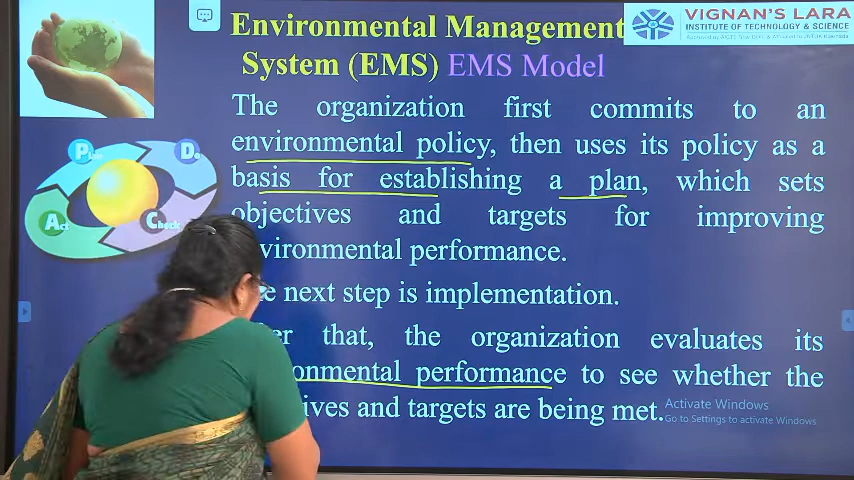 Environmental Management
System (EMS) EMS Model
VIGNAN'S LARA
INSTITUTE OF TECHNOLOGY & SCIENCE
The organization first commits to an
environmental policy, then uses its policy as a
basis for establishing a plan, which sets
objectives and targets for improving
vironmental performance.
next step is implementation.
that, the organization evaluates its
onmental performance to see whether the
ives and targets are being met.
Activate Windows
Go to Settings to activate Windows
Plan
Do
Act
Check